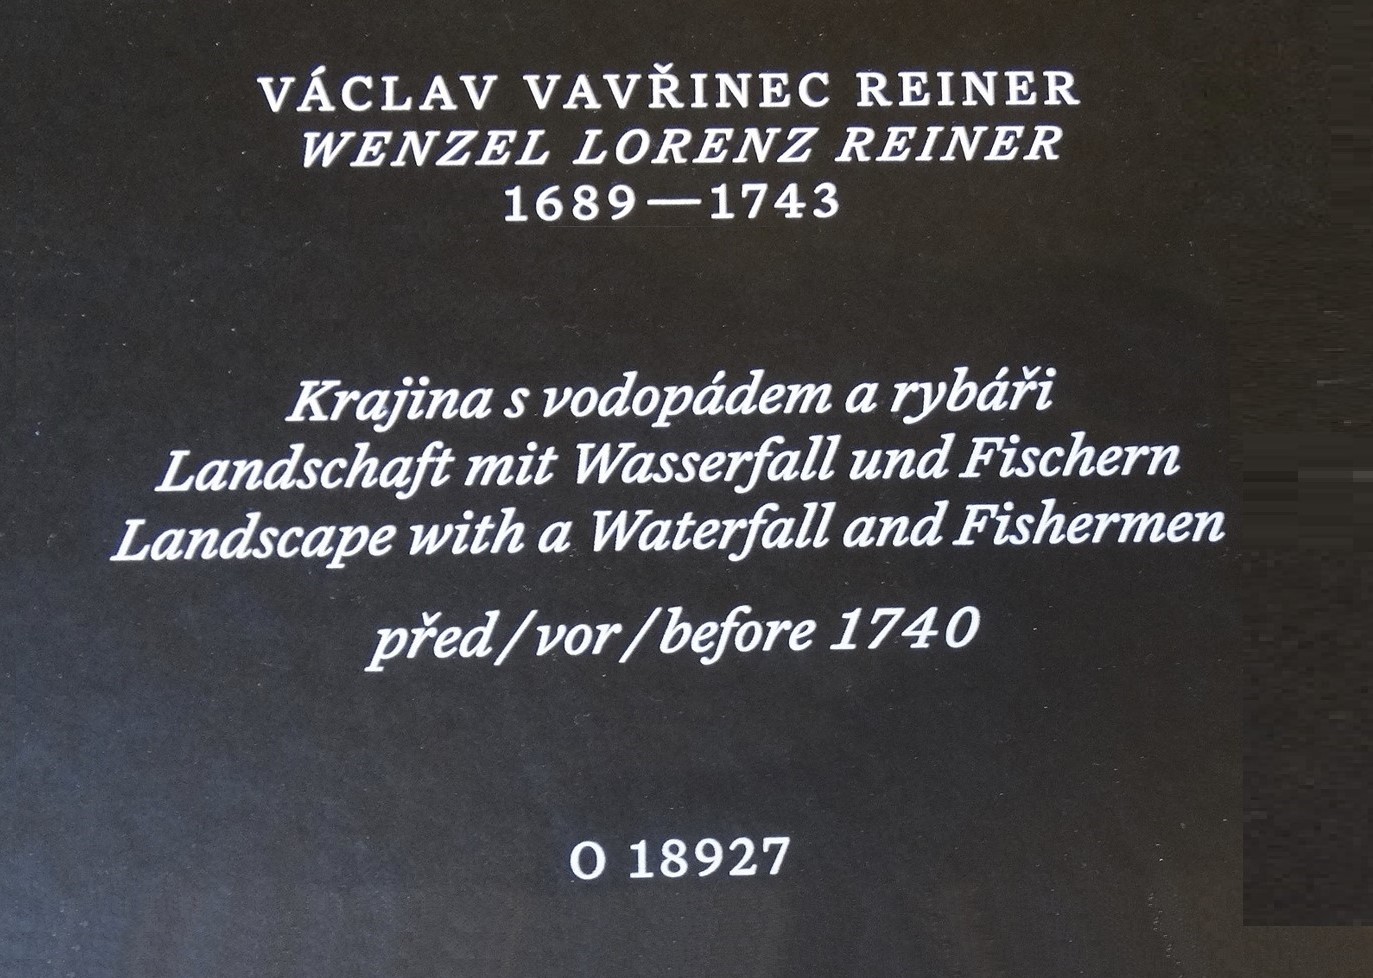 VÁCLAV VAVŘINEC REINER
WENZEL LORENZ REINER
1689—1743
Krajina s vodopádem a rybáři
Landschaft mit Wasserfall und Fischern
Landscape with a Waterfall and Fishermen
před/vor/before 1740
O 18927